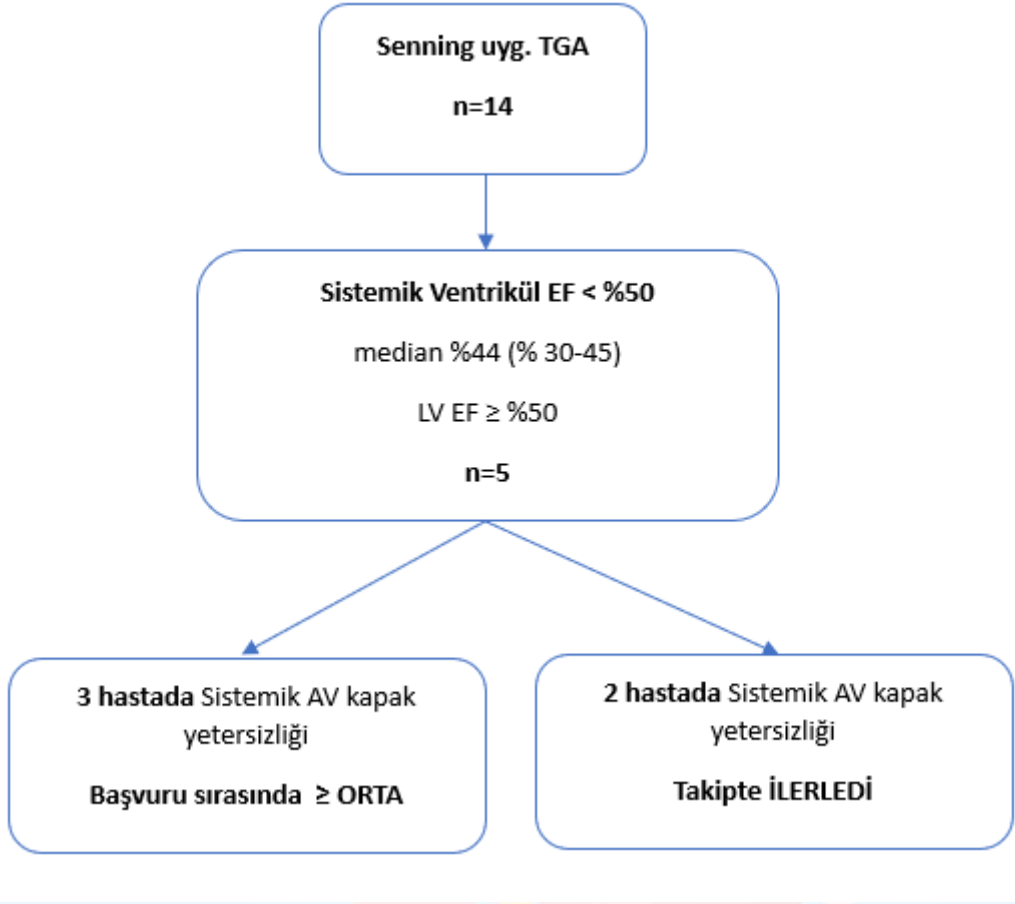 Senning uyg. TGA
n=14
Sistemik Ventrikül EF < %50
median %44 (% 30-45)
LV EF ≥ %50
n=5
3 hastada Sistemik AV kapak
yetersizliği
Başvuru sırasında ≥ ORTA
2 hastada Sistemik AV kapak
yetersizliği
Takipte İLERLEDİ